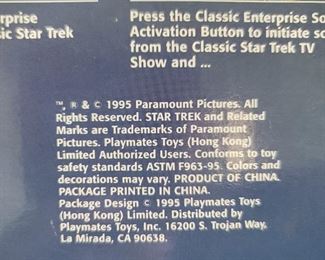 erprise
sic Star Trek
Press the Classic Enterprise So
Activation Button to initiate so
from the Classic Star Trek TV
Show and ...
™, ® & © 1995 Paramount Pictures. All
Rights Reserved. STAR TREK and Related
Marks are Trademarks of Paramount
Pictures. Playmates Toys (Hong Kong)
Limited Authorized Users. Conforms to toy
safety standards ASTM F963-95. Colors and
decorations may vary. PRODUCT OF CHINA.
PACKAGE PRINTED IN CHINA.
Package Design © 1995 Playmates Toys
(Hong Kong) Limited. Distributed by
Playmates Toys, Inc. 16200 S. Trojan Way,
La Mirada, CA 90638.